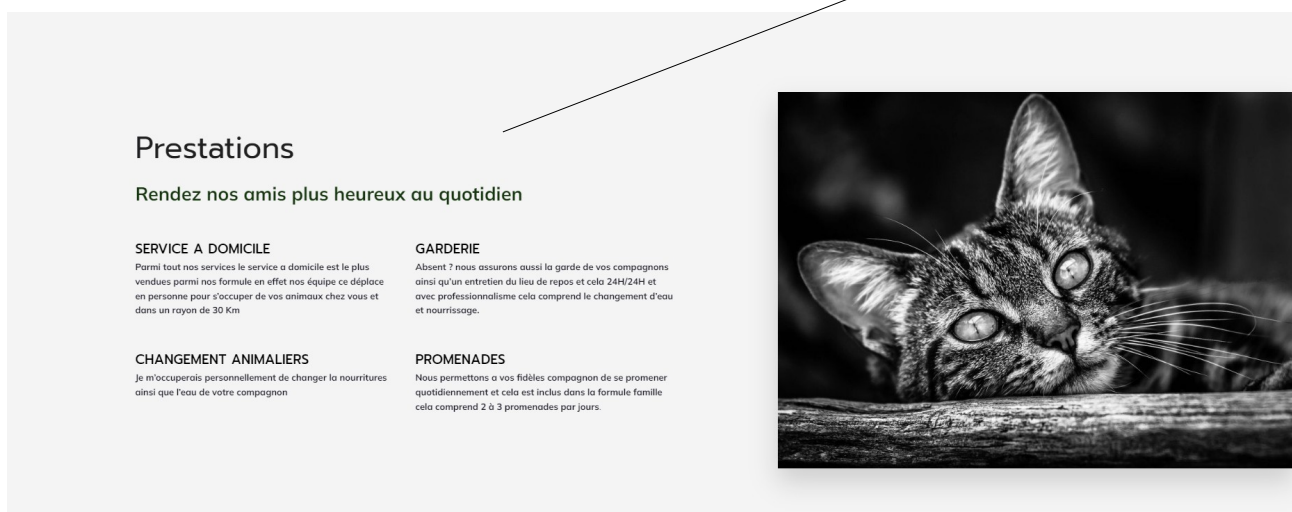 Prestations
Rendez nos amis plus heureux au quotidien
SERVICE A DOMICILE
Parmi tout nos services le service a domicile est le plus
vendues parmi nos formule en effet nos équipe ce déplace
en personne pour s'occuper de vos animaux chez vous et
dans un rayon de 30 Km
GARDERIE
Absent ? nous assurons aussi la garde de vos compagnons
ainsi qu'un entretien du lieu de repos et cela 24H/24H et
avec professionnalisme cela comprend le changement d'eau
et nourrissage.
CHANGEMENT ANIMALIERS
Je m'occuperais personnellement de changer la nourritures
ainsi que l'eau de votre compagnon
PROMENADES
Nous permettons a vos fidèles compagnon de se promener
quotidiennement et cela est inclus dans la formule famille
cela comprend 2 à 3 promenades par jours.